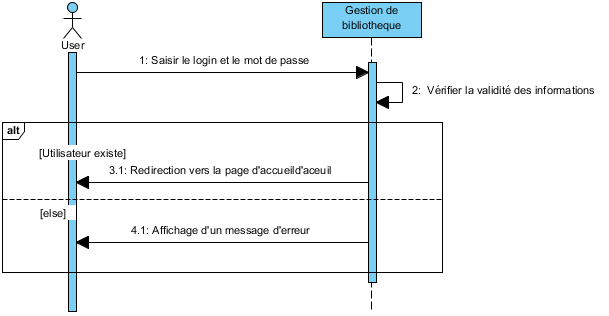 Gestion de
bibliotheque
User
1: Saisir le login et le mot de passe
2:  Vérifier la validité des informations
alt
[Utilisateur existe]
3.1: Redirection vers la page d'accueild'aceuil
[else]
4.1: Affichage d'un message d'erreur